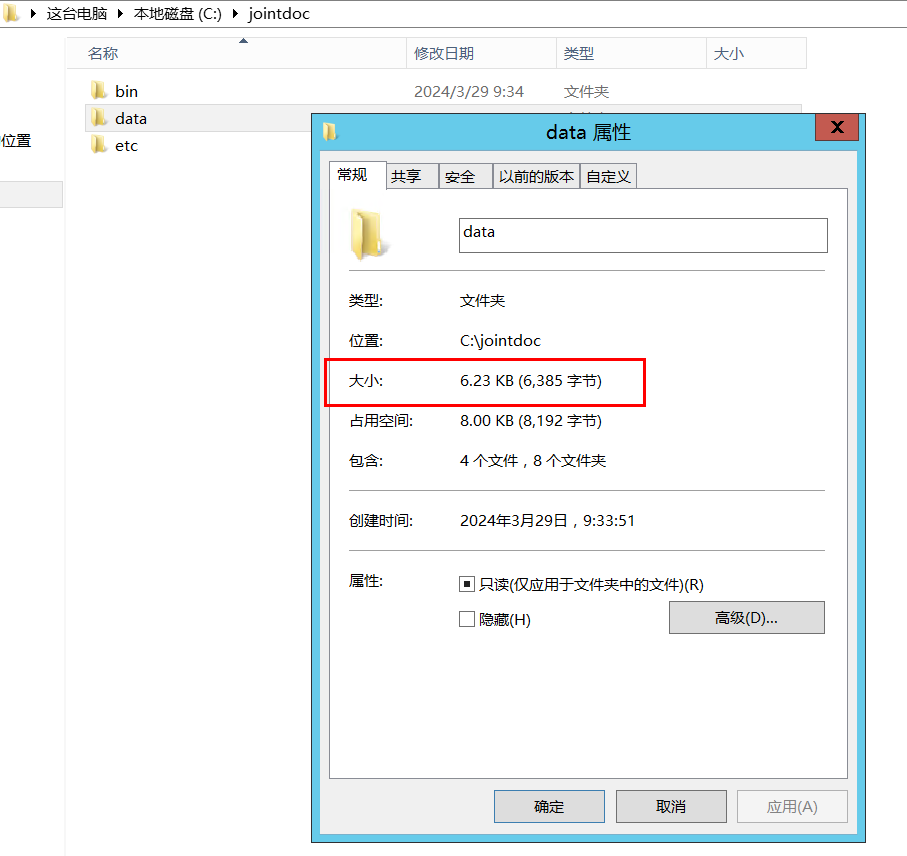 这台电脑 本地磁盘 (C:) jointdoc
名称 修改日期 类型 大小
bin 2024/3/29 9:34 文件夹
data
etc
位置
data 属性
X
常规 共享 安全 以前的版本 自定义
data
类型: 文件夹
位置: C:\jointdoc
大小: 6.23 KB (6,385 字节)
占用空间: 8.00 KB (8,192 字节)
包含: 4 个文件，8 个文件夹
创建时间: 2024年3月29日，9:33:51
属性: 只读(仅应用于文件夹中的文件)(R)
隐藏(H) 高级(D)...
确定 取消 应用(A)